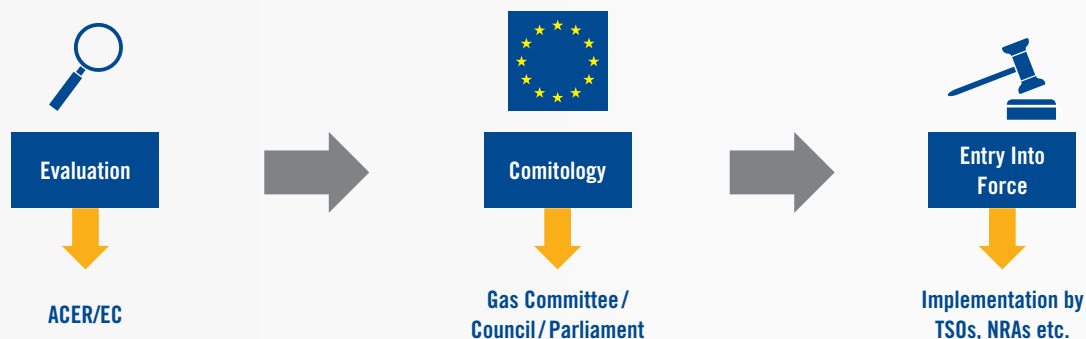 Evaluation
Comitology
Entry Into
Force
ACER/EC
Gas Committee/
Council/Parliament
Implementation by
TSOs, NRAs etc.